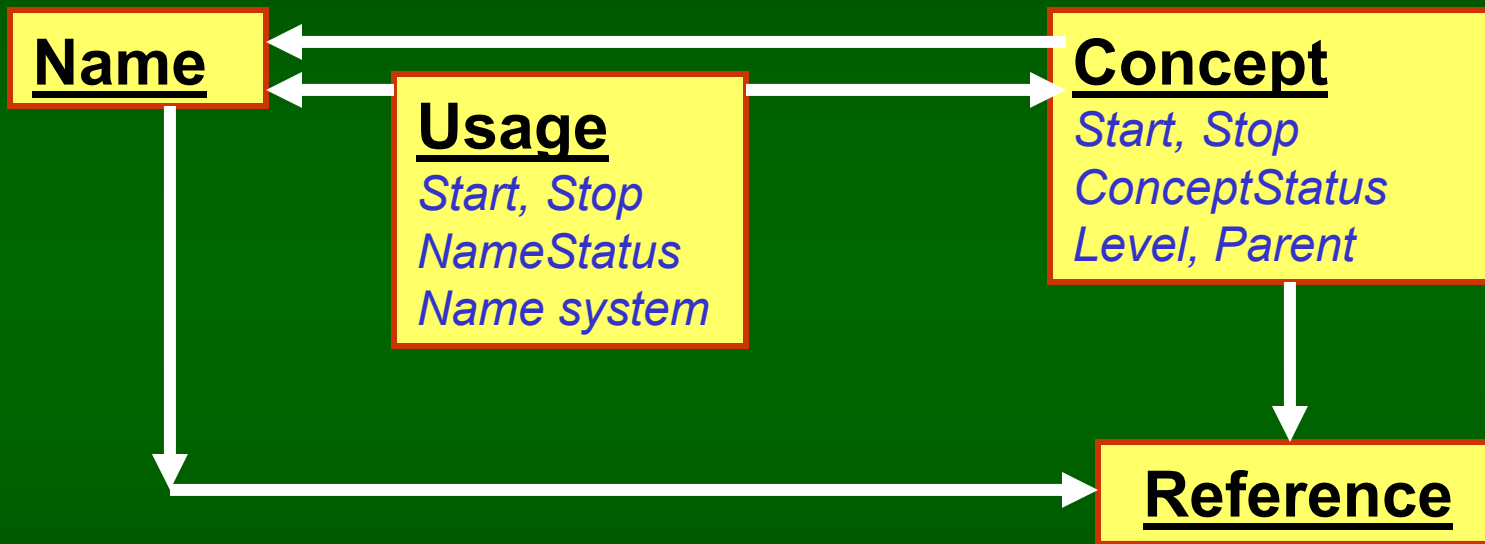 Name
Usage
Start, Stop
NameStatus
Name system
Concept
Start, Stop
ConceptStatus
Level, Parent
Reference